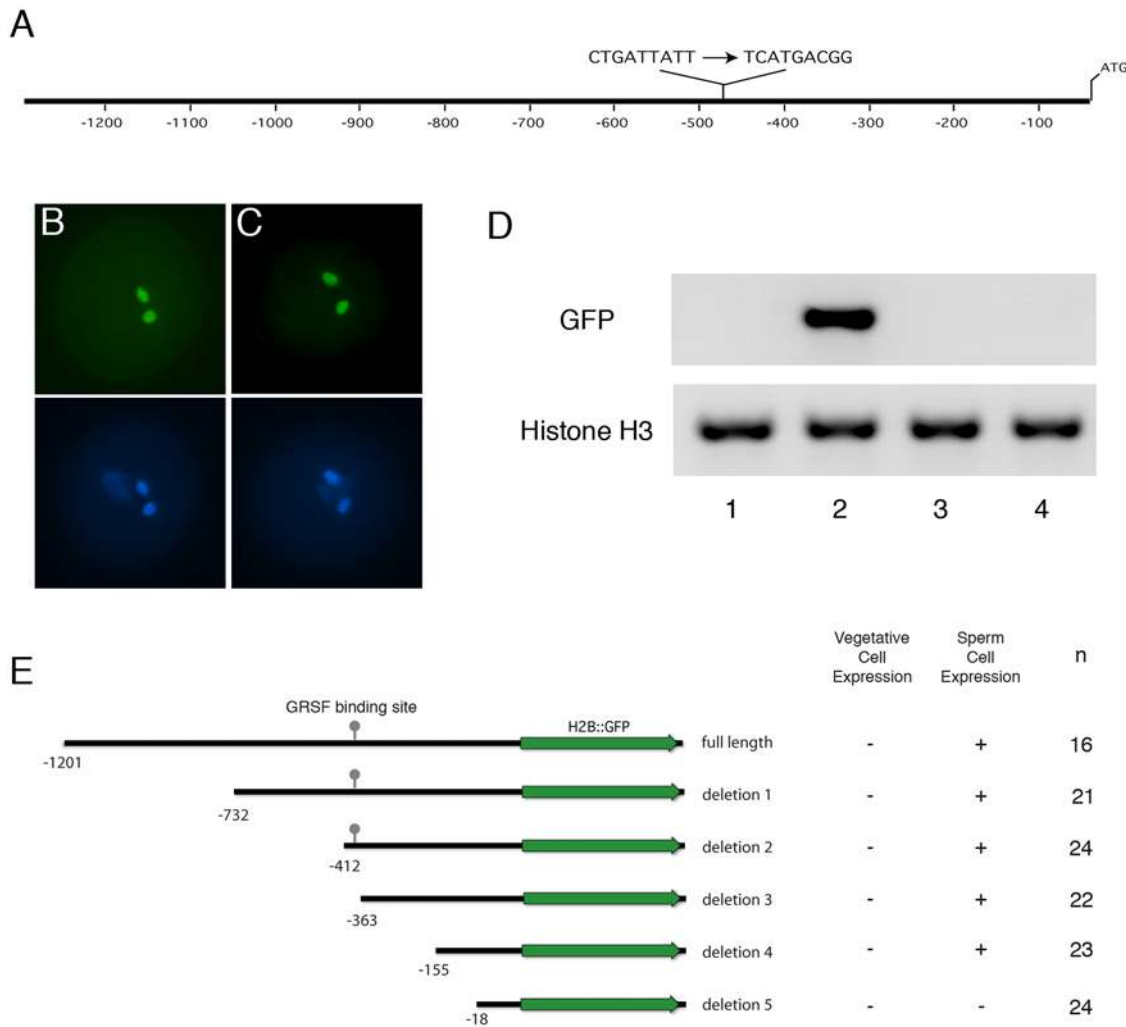 A
CTGATTATT → TCATGACGG
ATG
-1200 -1100 -1000 -900 -800 -700 -600 -500 -400 -300 -200 -100
B C D
GFP
Histone H3
1 2 3 4
E
Vegetative Cell Expression
Sperm Cell Expression
n
GRSF binding site
H2B::GFP
full length - + 16
-1201
deletion 1 - + 21
-732
deletion 2 - + 24
-412
deletion 3 - + 22
-363
deletion 4 - + 23
-155
deletion 5 - - 24
-18